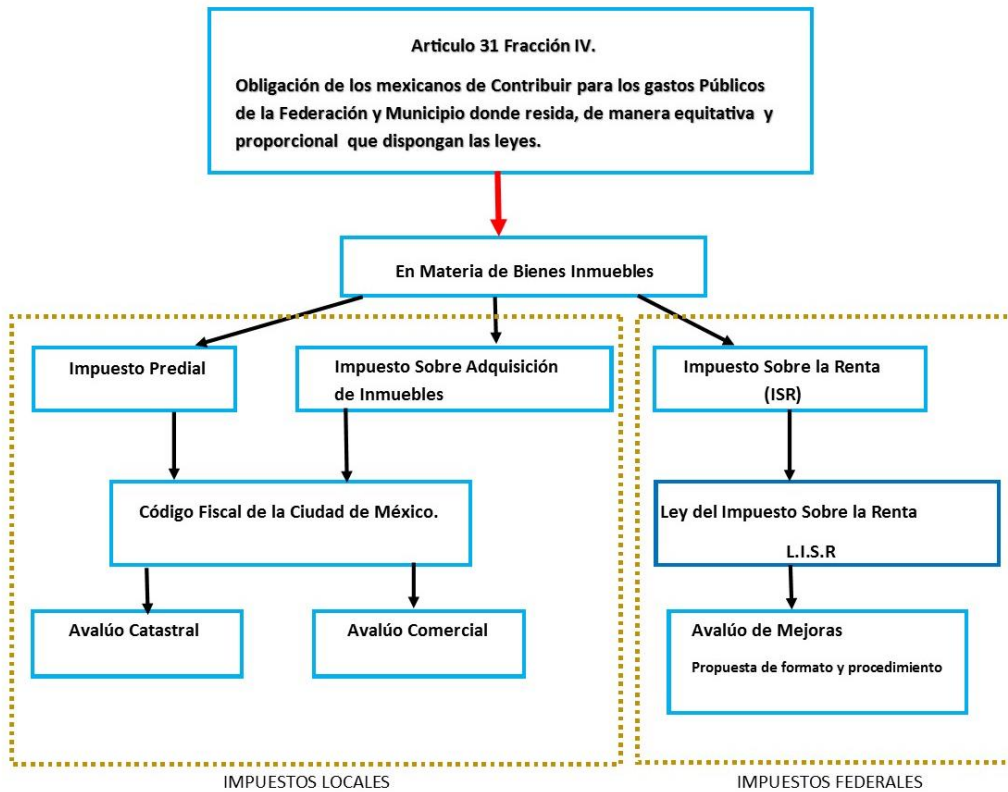 Articulo 31 Fracción IV.
Obligación de los mexicanos de Contribuir para los gastos Públicos
de la Federación y Municipio donde resida, de manera equitativa y
proporcional que dispongan las leyes.
En Materia de Bienes Inmuebles
Impuesto Predial
Impuesto Sobre Adquisición
de Inmuebles
Impuesto Sobre la Renta
(ISR)
Código Fiscal de la Ciudad de México.
Ley del Impuesto Sobre la Renta
L.I.S.R
Avalúo Catastral
Avalúo Comercial
Avalúo de Mejoras
Propuesta de formato y procedimiento
IMPUESTOS LOCALES
IMPUESTOS FEDERALES